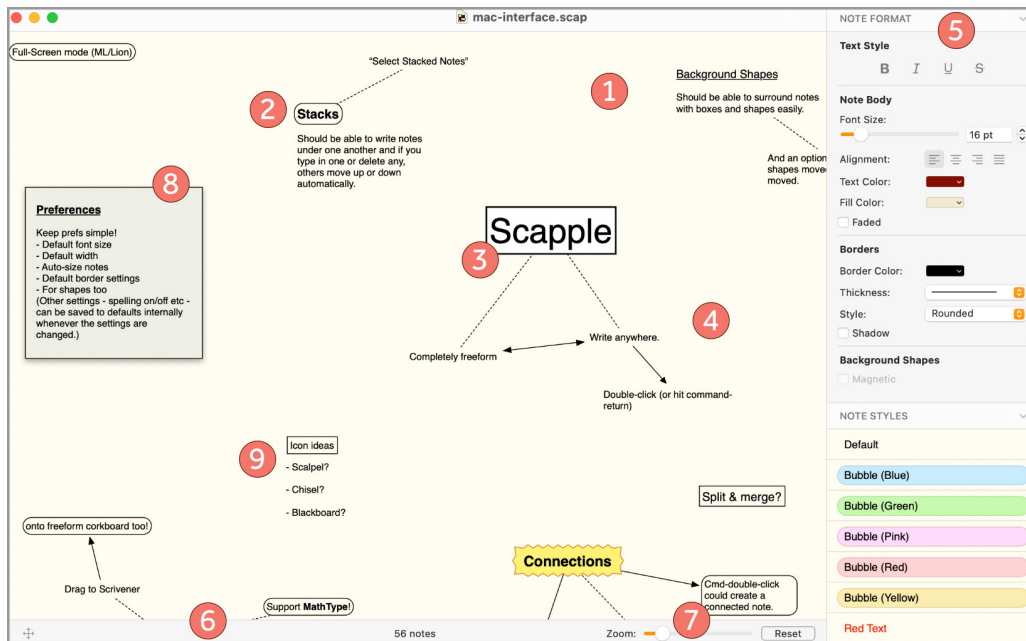 mac-interface.scap
Full-Screen mode (ML/Lion)
"Select Stacked Notes"
2
Stacks
Should be able to write notes
under one another and if you
type in one or delete any,
others move up or down
automatically.
1
Background Shapes
Should be able to surround notes
with boxes and shapes easily.
And an option
shapes move
moved.
8
Preferences
Keep prefs simple!
- Default font size
- Default width
- Auto-size notes
- Default border settings
- For shapes too
(Other settings - spelling on/off etc -
can be saved to defaults internally
whenever the settings are
changed.)
Scapple
3
4
Completely freeform
Write anywhere.
Double-click (or hit command-
return)
9
Icon ideas
- Scalpel?
- Chisel?
- Blackboard?
Split & merge?
onto freeform corkboard too!
Drag to Scrivener
Support MathType!
Connections
Cmd-double-click
could create a
connected note.
6
7
56 notes
Zoom:
Reset
NOTE FORMAT
5
Text Style
B I U S
Note Body
Font Size:
16 pt
Alignment:
Text Color:
Fill Color:
Faded
Borders
Border Color:
Thickness:
Style:
Rounded
Shadow
Background Shapes
Magnetic
NOTE STYLES
Default
Bubble (Blue)
Bubble (Green)
Bubble (Pink)
Bubble (Red)
Bubble (Yellow)
Red Text